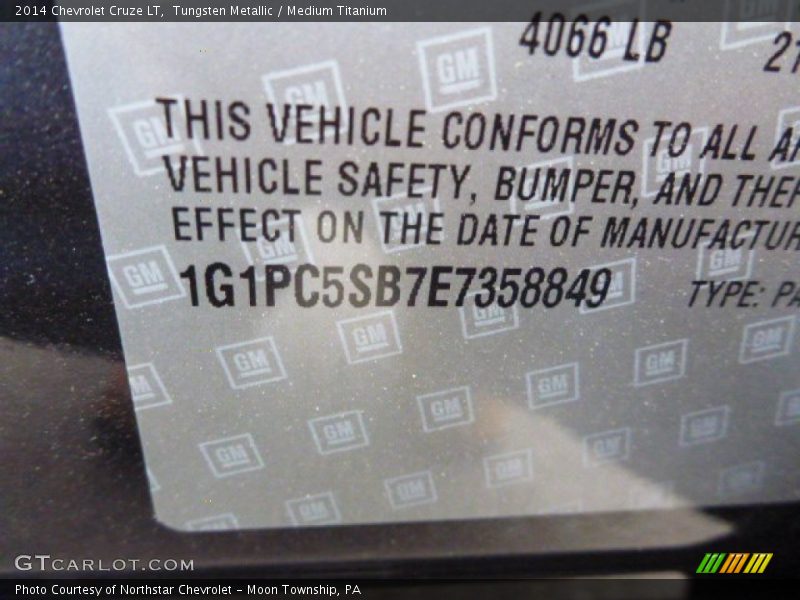 2014 Chevrolet Cruze LT, Tungsten Metallic / Medium Titanium
4066 LB
THIS VEHICLE CONFORMS TO ALL
VEHICLE SAFETY, BUMPER, AND
EFFECT ON THE DATE OF
1G1PC5SB7E7358849 TYPE:
GM
GTCARLOT.COM
Photo Courtesy of Northstar Chevrolet - Moon Township, PA